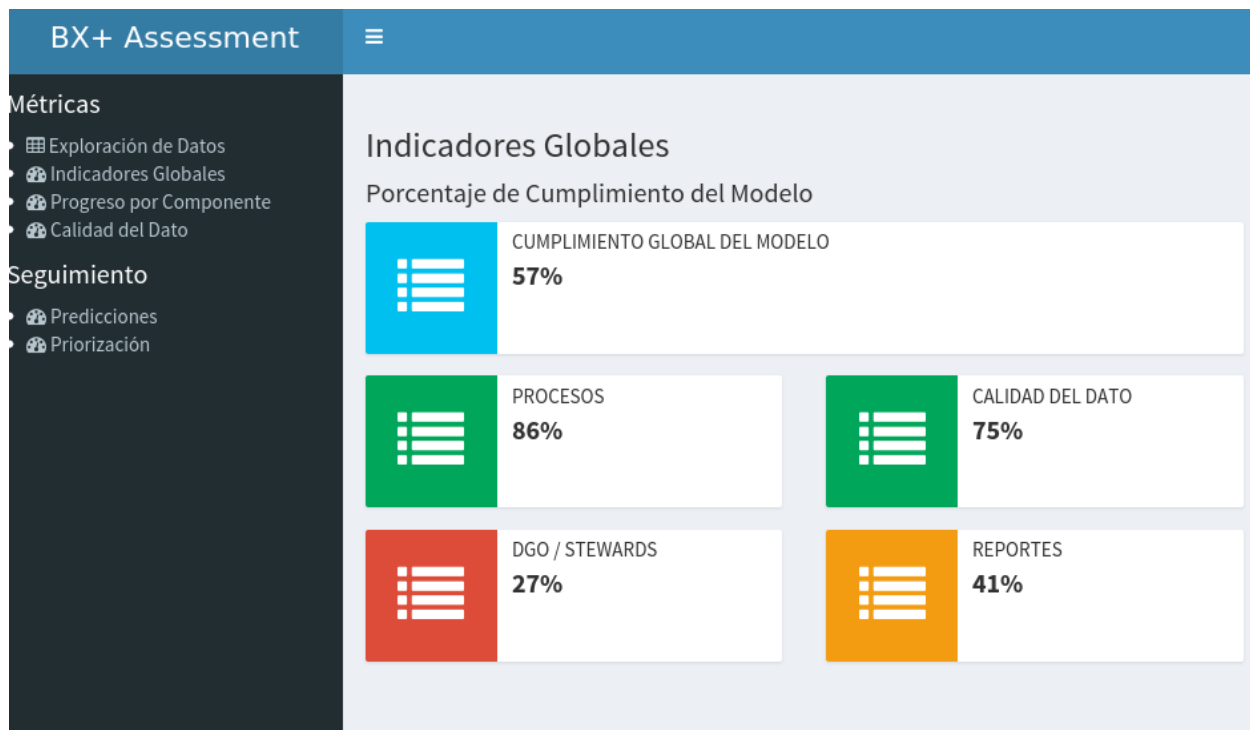 BX+ Assessment
Métricas
Exploración de Datos
Indicadores Globales
Progreso por Componente
Calidad del Dato
Seguimiento
Predicciones
Priorización
Indicadores Globales
Porcentaje de Cumplimiento del Modelo
CUMPLIMIENTO GLOBAL DEL MODELO
57%
PROCESOS
86%
CALIDAD DEL DATO
75%
DGO / STEWARDS
27%
REPORTES
41%